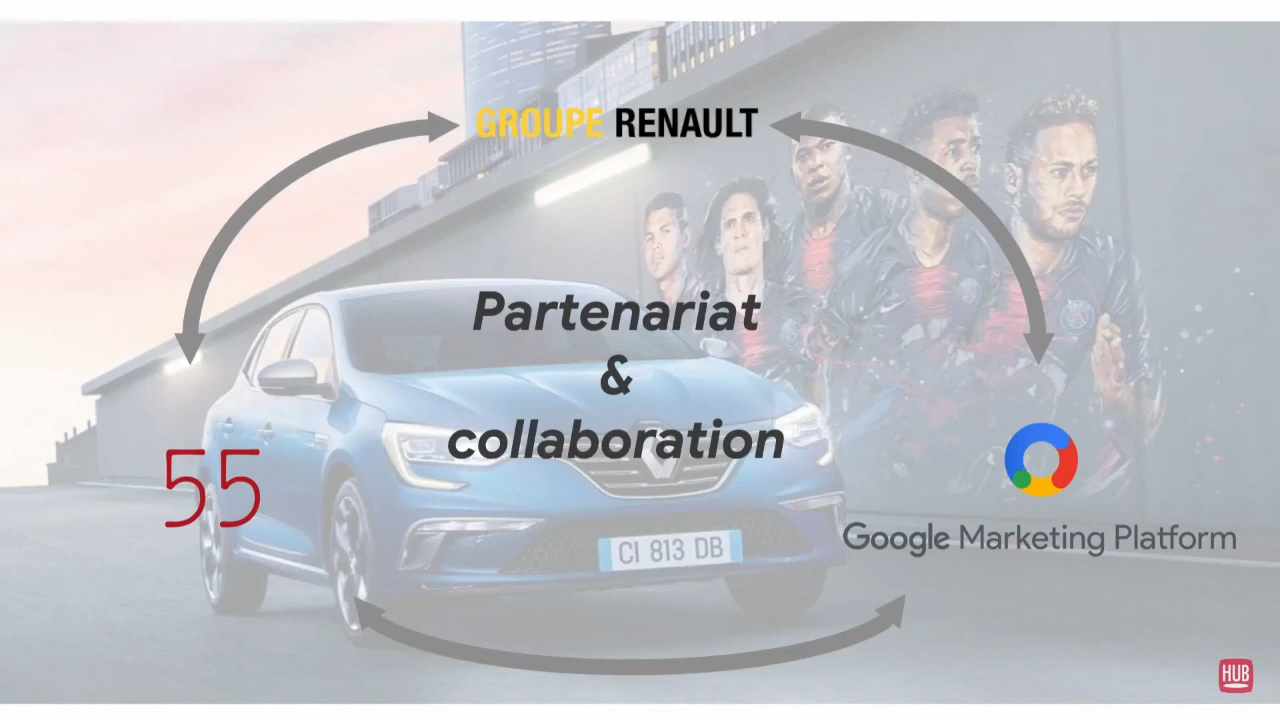 GROUPE RENAULT
Partenariat
&
collaboration
55
Google Marketing Platform
CI 813 DB
HUB